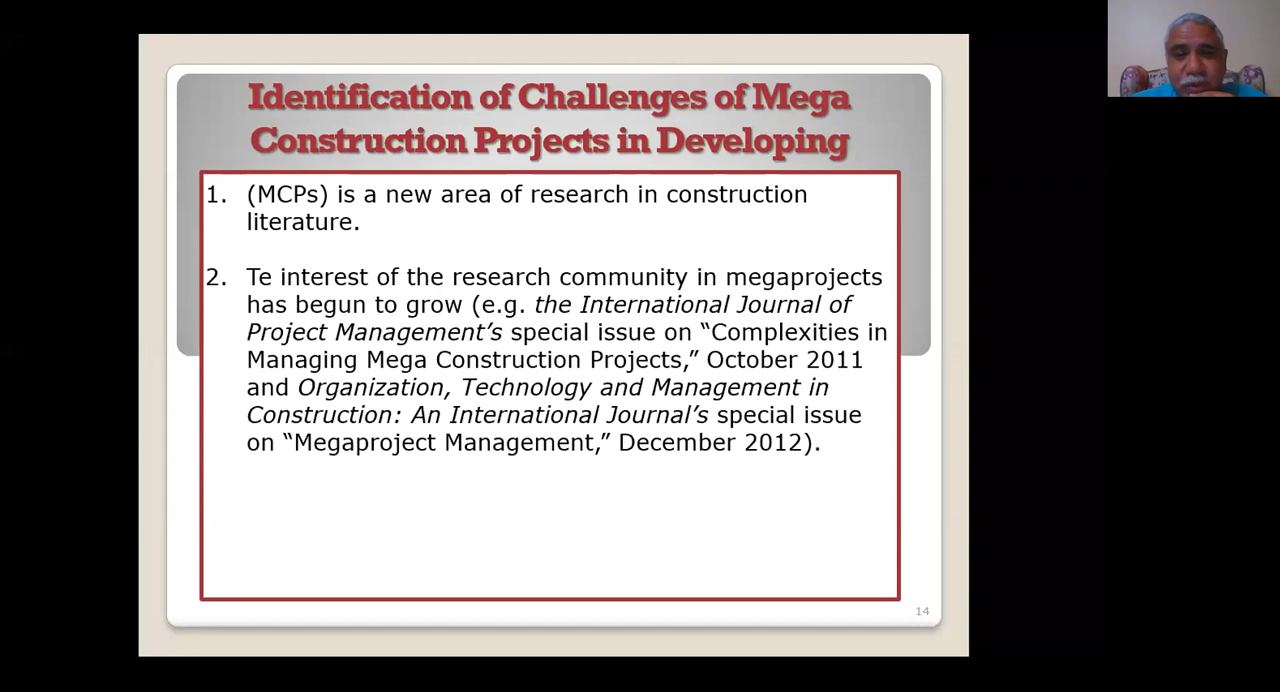 Identification of Challenges of Mega
Construction Projects in Developing
1. (MCPs) is a new area of research in construction
literature.
2. Te interest of the research community in megaprojects
has begun to grow (e.g. the International Journal of
Project Management’s special issue on “Complexities in
Managing Mega Construction Projects,” October 2011
and Organization, Technology and Management in
Construction: An International Journal’s special issue
on “Megaproject Management,” December 2012).
14